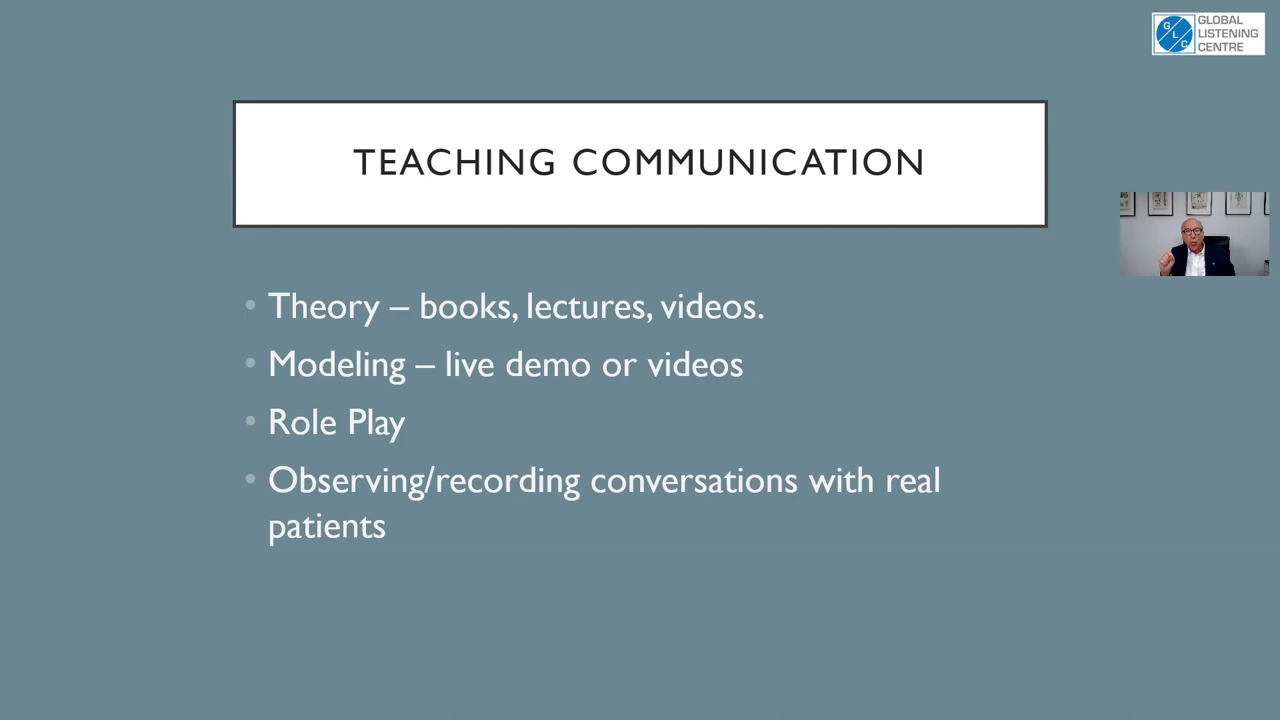 G L C
GLOBAL
LISTENING
CENTRE
TEACHING COMMUNICATION
• Theory – books, lectures, videos.
• Modeling – live demo or videos
• Role Play
• Observing/recording conversations with real
patients